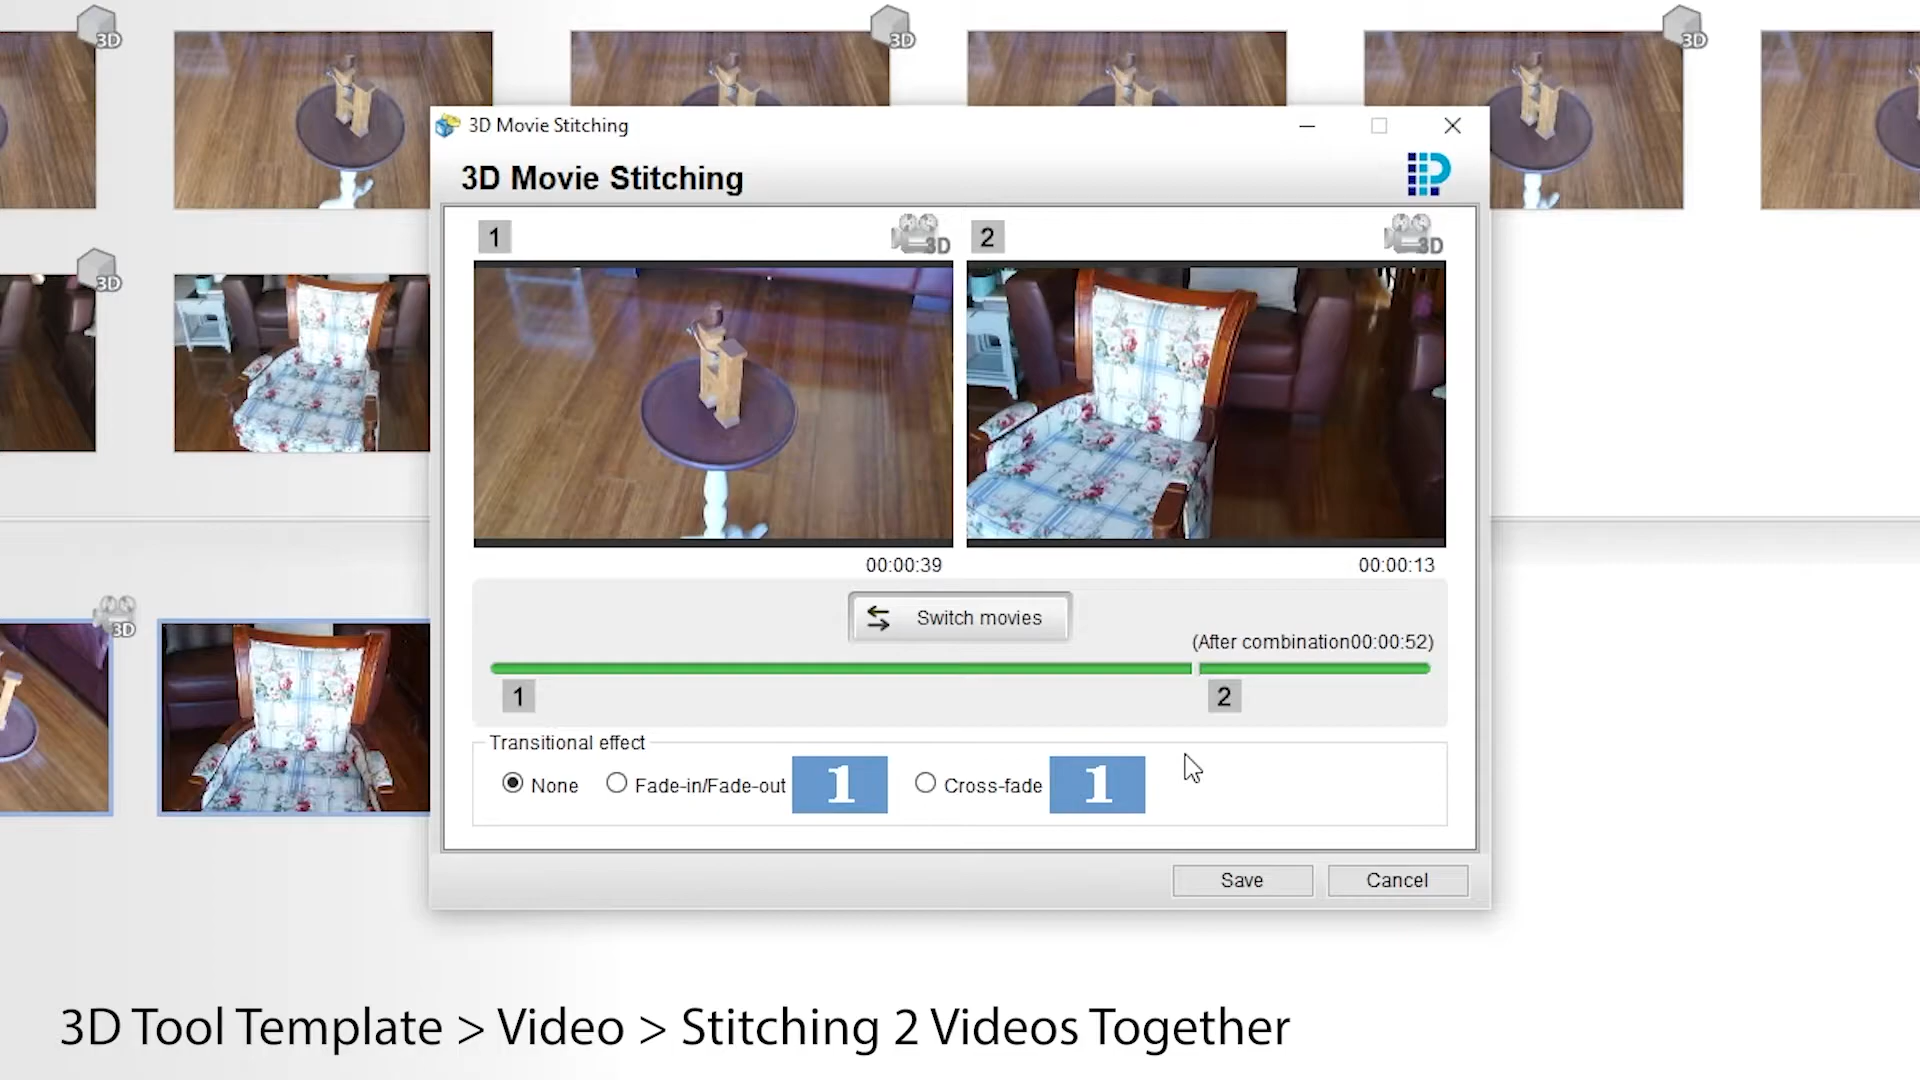 3D
3D
3D
3D Movie Stitching
3D Movie Stitching
1
3D
2
3D
3D
00:00:39
00:00:13
Switch movies
(After combination00:00:52)
3D
1
2
Transitional effect
None
Fade-in/Fade-out
1
Cross-fade
1
Save
Cancel
3D Tool Template > Video > Stitching 2 Videos Together